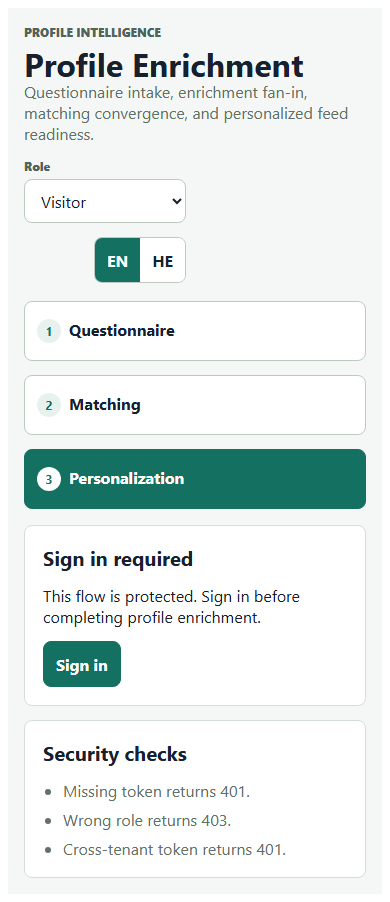 PROFILE INTELLIGENCE
Profile Enrichment
Questionnaire intake, enrichment fan-in,
matching convergence, and personalized feed
readiness.
Role
Visitor
EN HE
1 Questionnaire
2 Matching
3 Personalization
Sign in required
This flow is protected. Sign in before
completing profile enrichment.
Sign in
Security checks
• Missing token returns 401.
• Wrong role returns 403.
• Cross-tenant token returns 401.